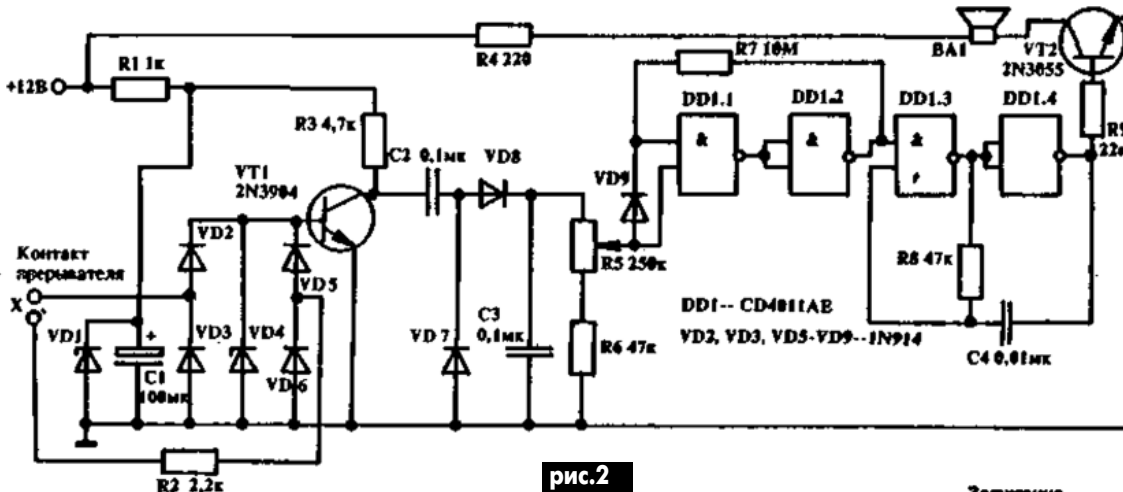 +12В
R1 1к
R4 220
BA1
VT2
2N3055
R7 10М
DD1.1
DD1.2
DD1.3
DD1.4
R3 4,7к
C2 0,1мк
VD8
VT1
2N3904
&
&
&
R9
VD9
VD2
Контакт
прерывателя
X
VD5
R5 250к
R8 47к
DD1-- CD4011AE
VD2, VD3, VD5-VD9--1N914
VD1
+
VD3
VD4
VD7
C3
0,1мк
R6 47к
C4 0,01мк
C1
100мк
VD6
R2 2,2к
рис.2